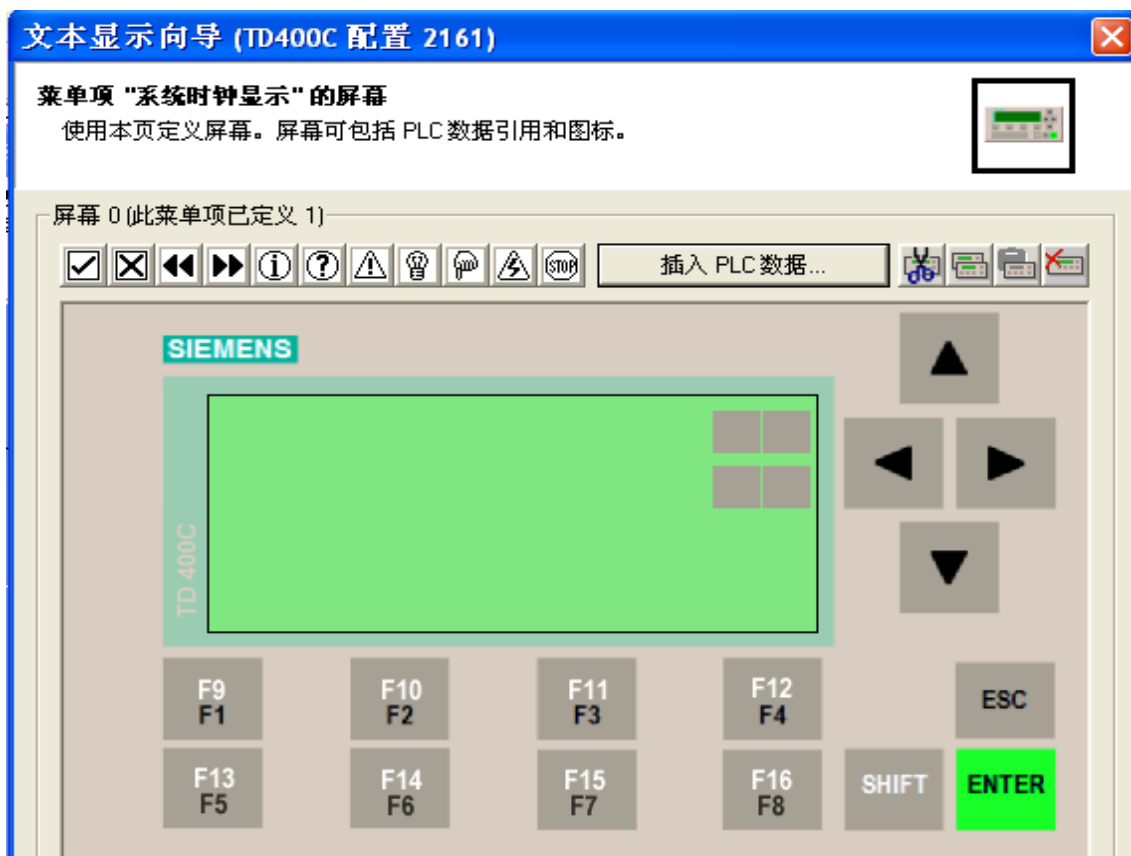 文本显示向导 (TD400C 配置 2161)
菜单项 "系统时钟显示" 的屏幕
使用本页定义屏幕。屏幕可包括 PLC 数据引用和图标。
屏幕 0 (此菜单项已定义 1)
STOP 插入 PLC 数据...
SIEMENS
TD 400C
F9 F10 F11 F12
F1 F2 F3 F4 ESC
F13 F14 F15 F16
F5 F6 F7 F8 SHIFT ENTER